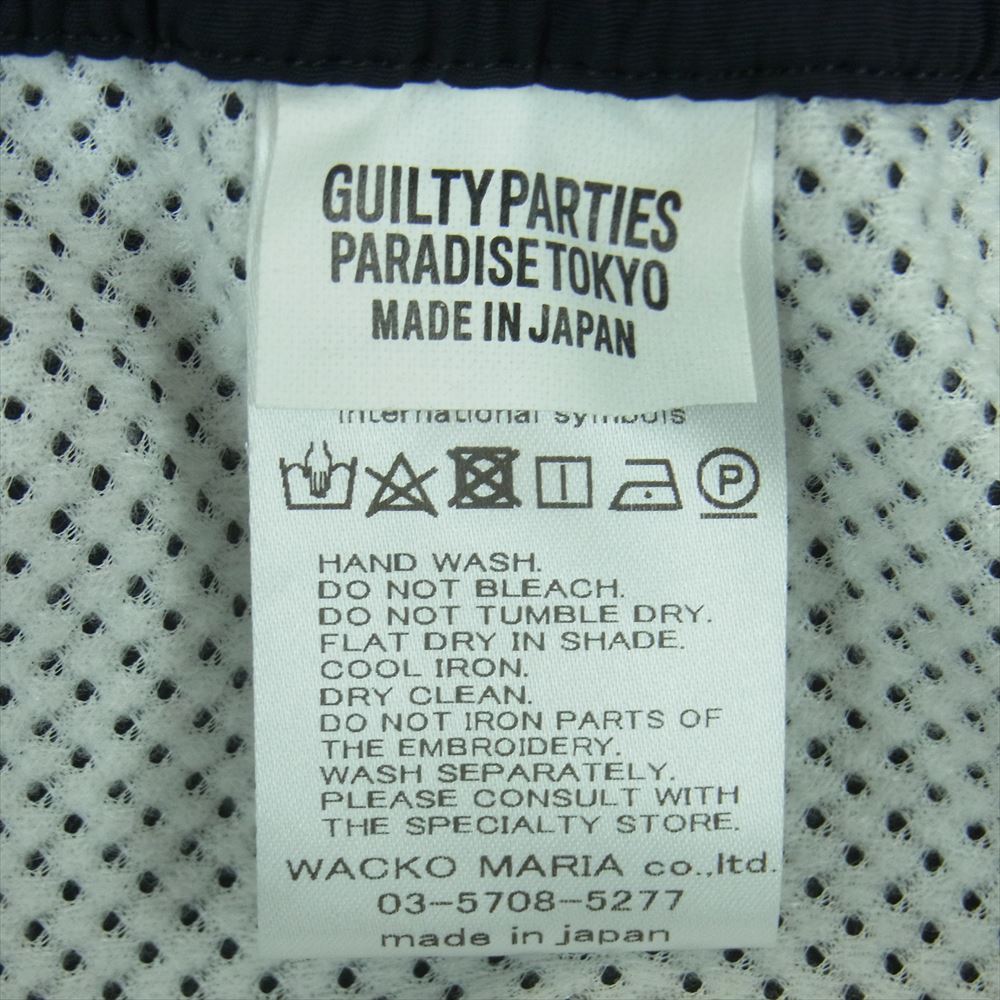 GUILTY PARTIES
PARADISE TOKYO
MADE IN JAPAN
international symbols
P
HAND WASH.
DO NOT BLEACH.
DO NOT TUMBLE DRY.
FLAT DRY IN SHADE.
COOL IRON.
DRY CLEAN.
DO NOT IRON PARTS OF
THE EMBROIDERY.
WASH SEPARATELY.
PLEASE CONSULT WITH
THE SPECIALTY STORE.
WACKO MARIA co.,ltd.
03-5708-5277
made in japan